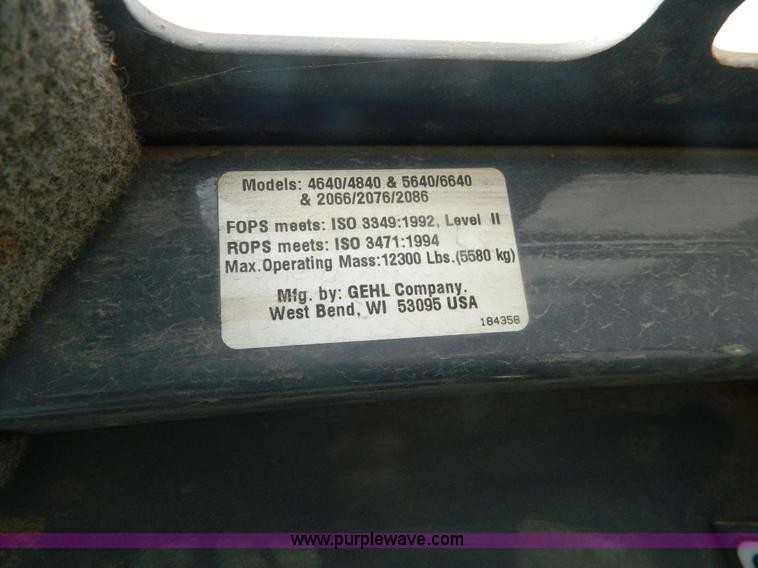 Models: 4640/4840 & 5640/6640
& 2066/2076/2086
FOPS meets: ISO 3349:1992, Level II
ROPS meets: ISO 3471:1994
Max.Operating Mass:12300 Lbs.(5580 kg)
Mfg. by: GEHL Company.
West Bend, WI 53095 USA
184358
www.purplewave.com